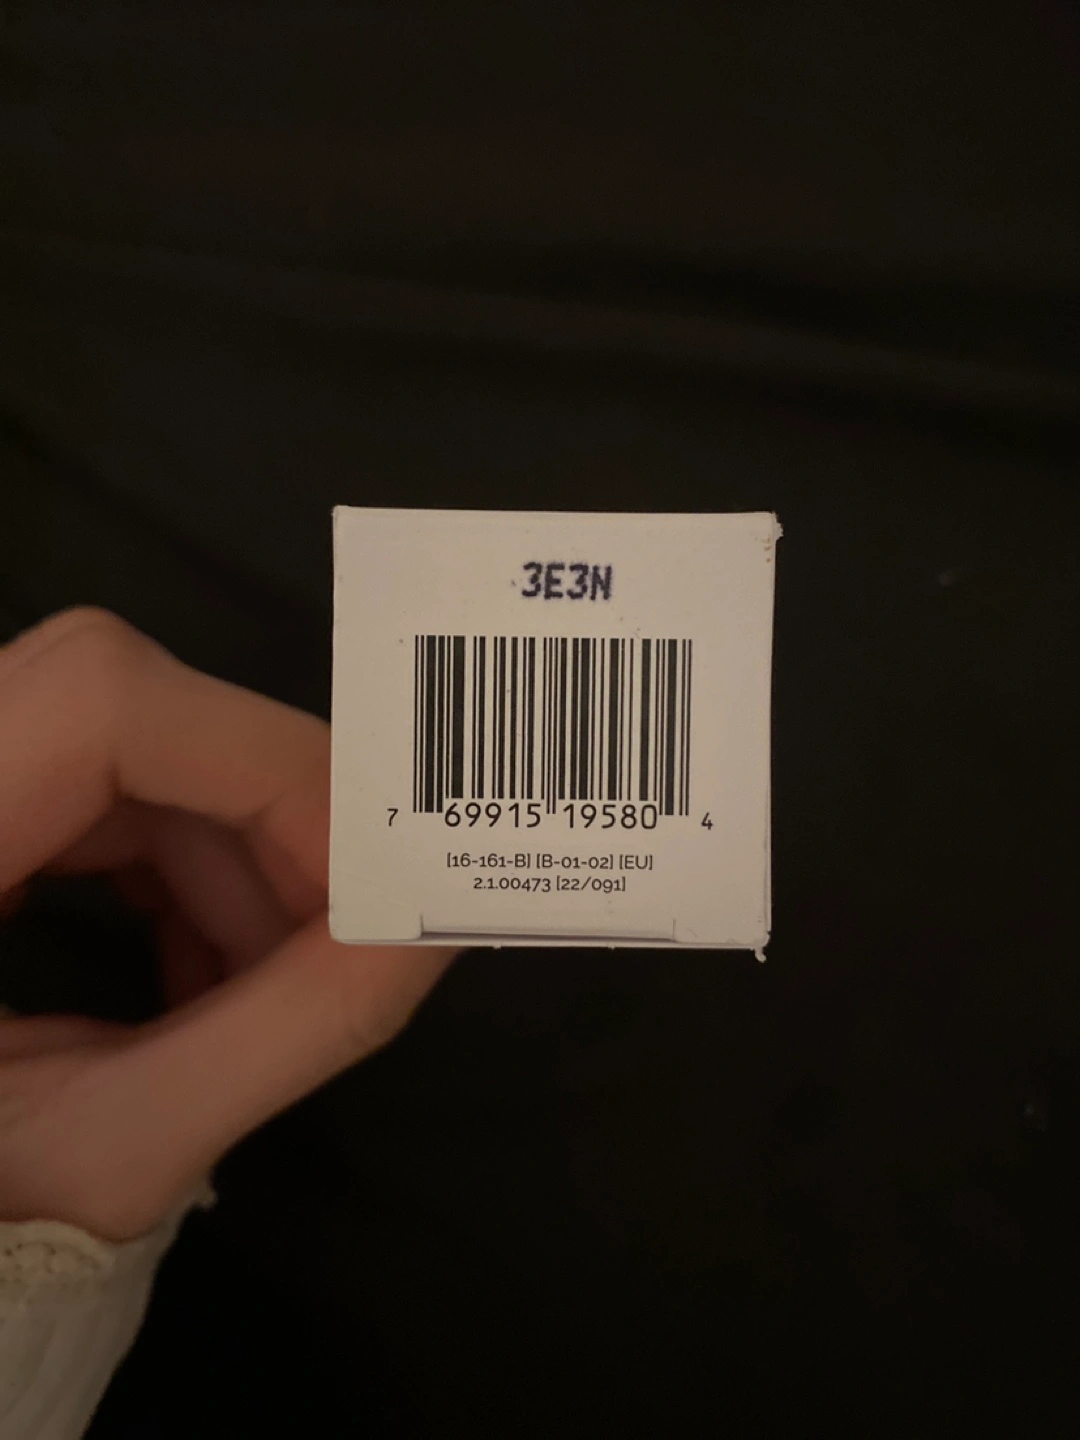 3E3N
7 69915 19580 4
[16-161-B] [B-01-02] [EU]
2.1.00473 [22/091]